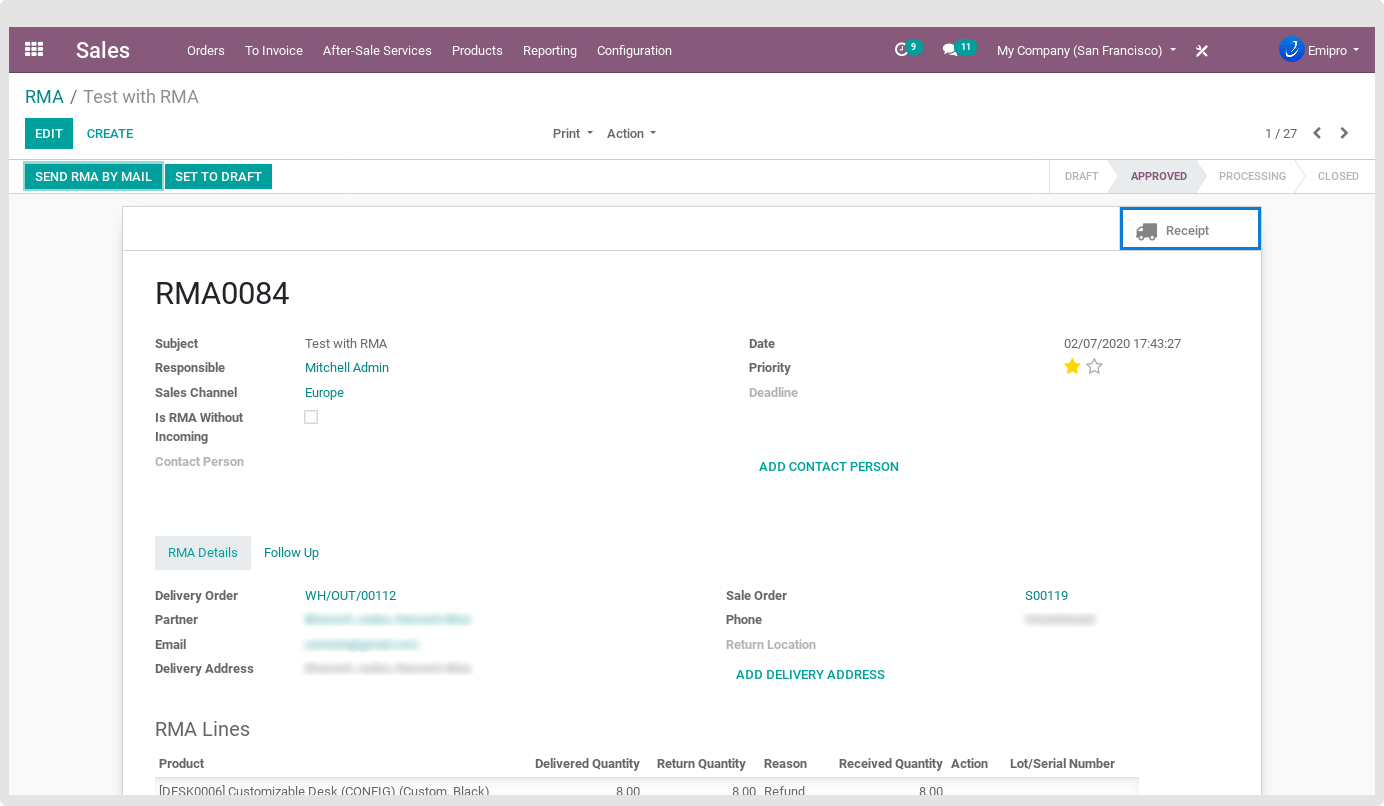 Sales Orders To Invoice After-Sale Services Products Reporting Configuration 9 11 My Company (San Francisco) Emipro
RMA / Test with RMA
EDIT CREATE Print Action 1 / 27
SEND RMA BY MAIL SET TO DRAFT DRAFT APPROVED PROCESSING CLOSED
Receipt
RMA0084
Subject Test with RMA Date 02/07/2020 17:43:27
Responsible Mitchell Admin Priority
Sales Channel Europe Deadline
Is RMA Without
Incoming
Contact Person
ADD CONTACT PERSON
RMA Details Follow Up
Delivery Order WH/OUT/00112 Sale Order S00119
Partner Phone
Email Return Location
Delivery Address
ADD DELIVERY ADDRESS
RMA Lines
Product Delivered Quantity Return Quantity Reason Received Quantity Action Lot/Serial Number
[DESK0006] Customizable Desk (CONFIG) (Custom, Black) 8.00 8.00 Refund 8.00